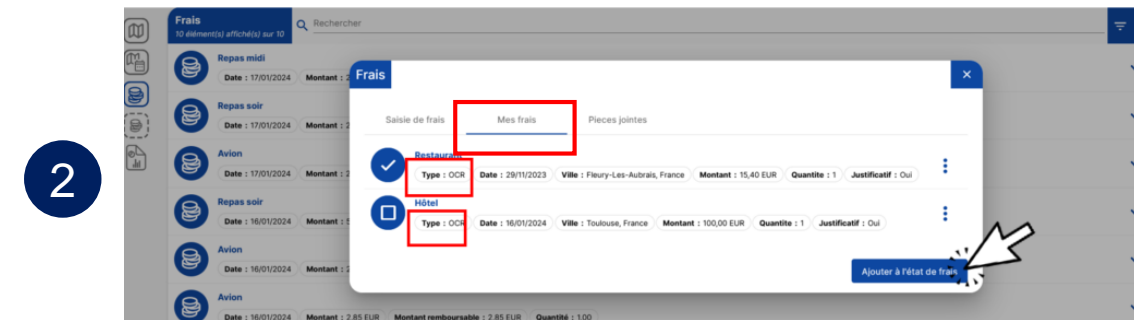 2
Frais
10 élément(s) affiché(s) sur 10
Rechercher
Repas midi
Date : 17/01/2024 Montant : 2
Repas soir
Date : 17/01/2024 Montant : 2
Avion
Date : 17/01/2024 Montant : 2
Repas soir
Date : 16/01/2024 Montant : 5
Avion
Date : 16/01/2024 Montant : 2
Avion
Date : 16/01/2024 Montant : 2,85 EUR Montant remboursable : 2,85 EUR Quantité : 1,00
Frais
Saisie de frais Mes frais Pieces jointes
Restaurant
Type : OCR Date : 29/11/2023 Ville : Fleury-Les-Aubrais, France Montant : 15,40 EUR Quantite : 1 Justificatif : Oui
Hôtel
Type : OCR Date : 16/01/2024 Ville : Toulouse, France Montant : 100,00 EUR Quantite : 1 Justificatif : Oui
Ajouter à l'état de frais